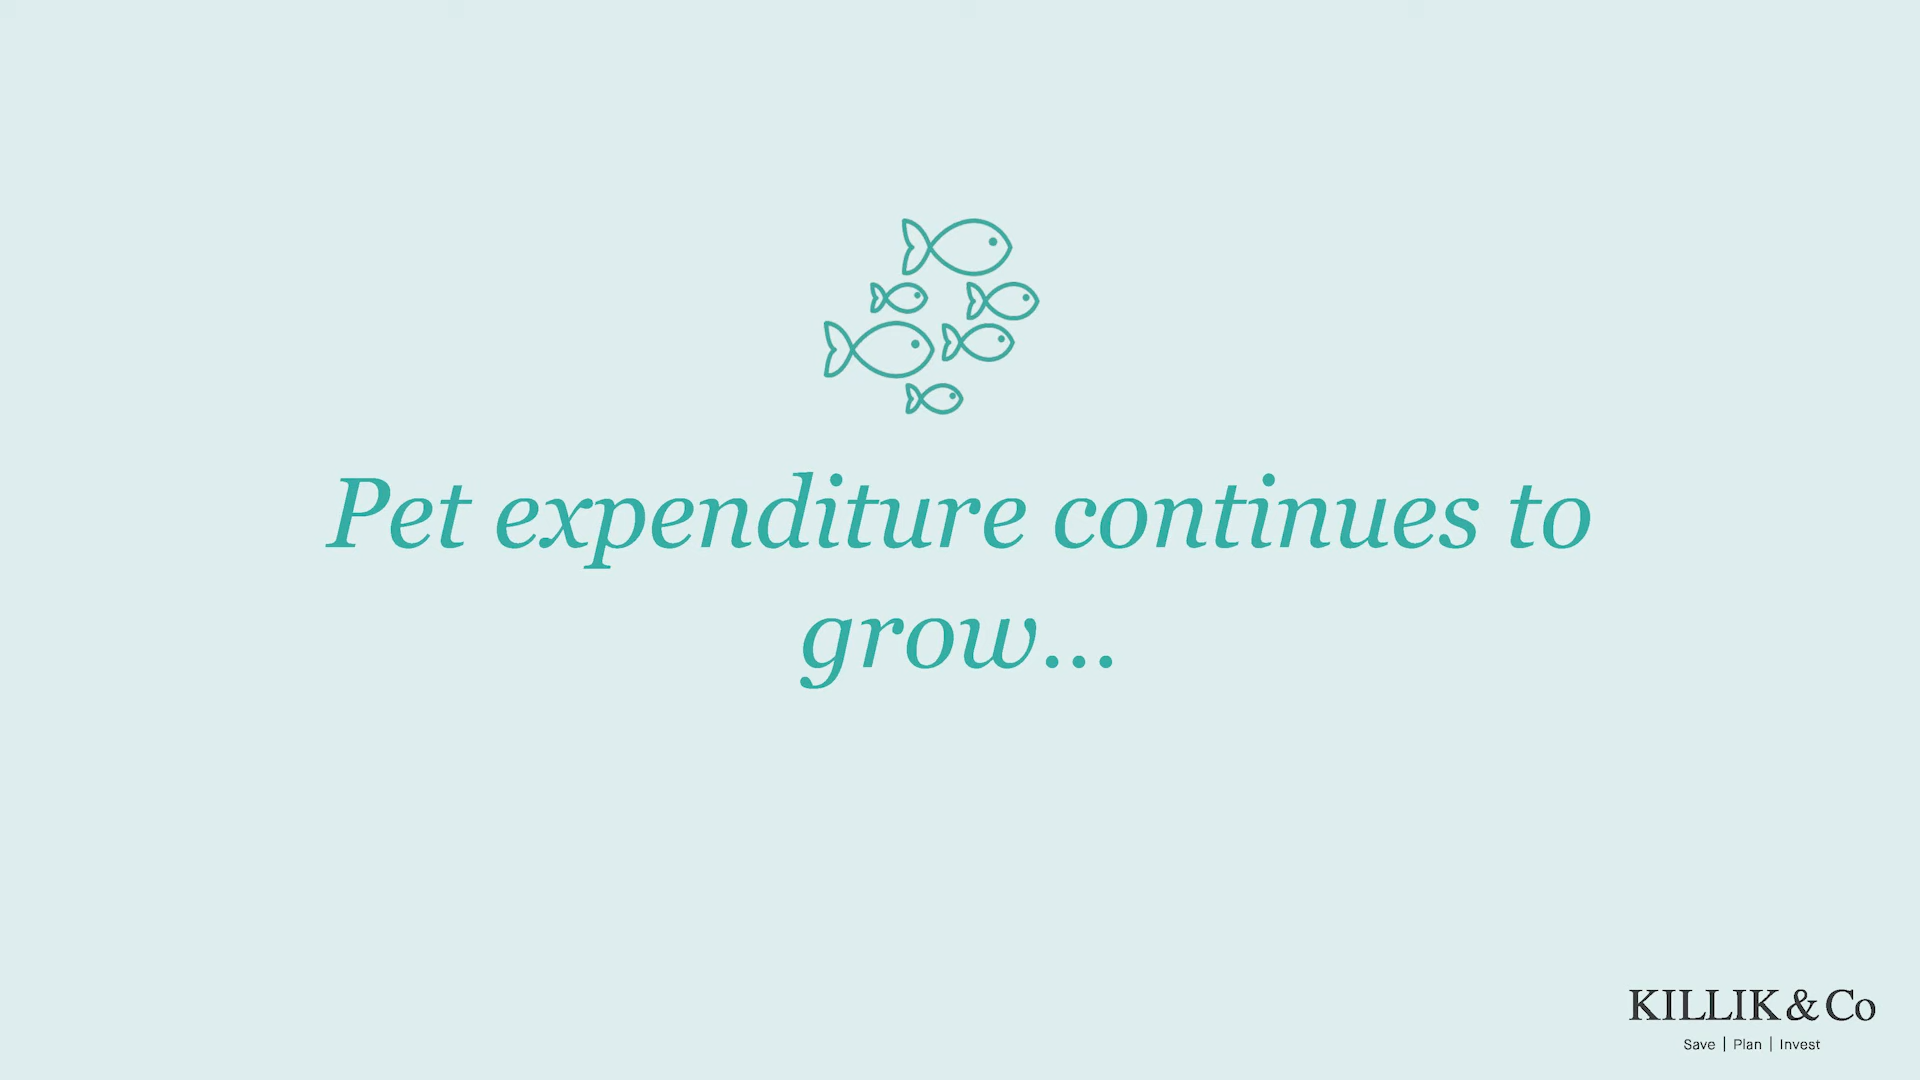 Pet expenditure continues to
grow...
KILLIK & Co
Save | Plan | Invest